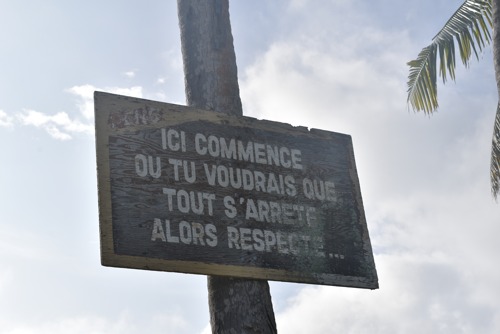 ICI COMMENCE
OU TU VOUDRAIS QUE
TOUT S'ARRETE
ALORS RESPECTE...